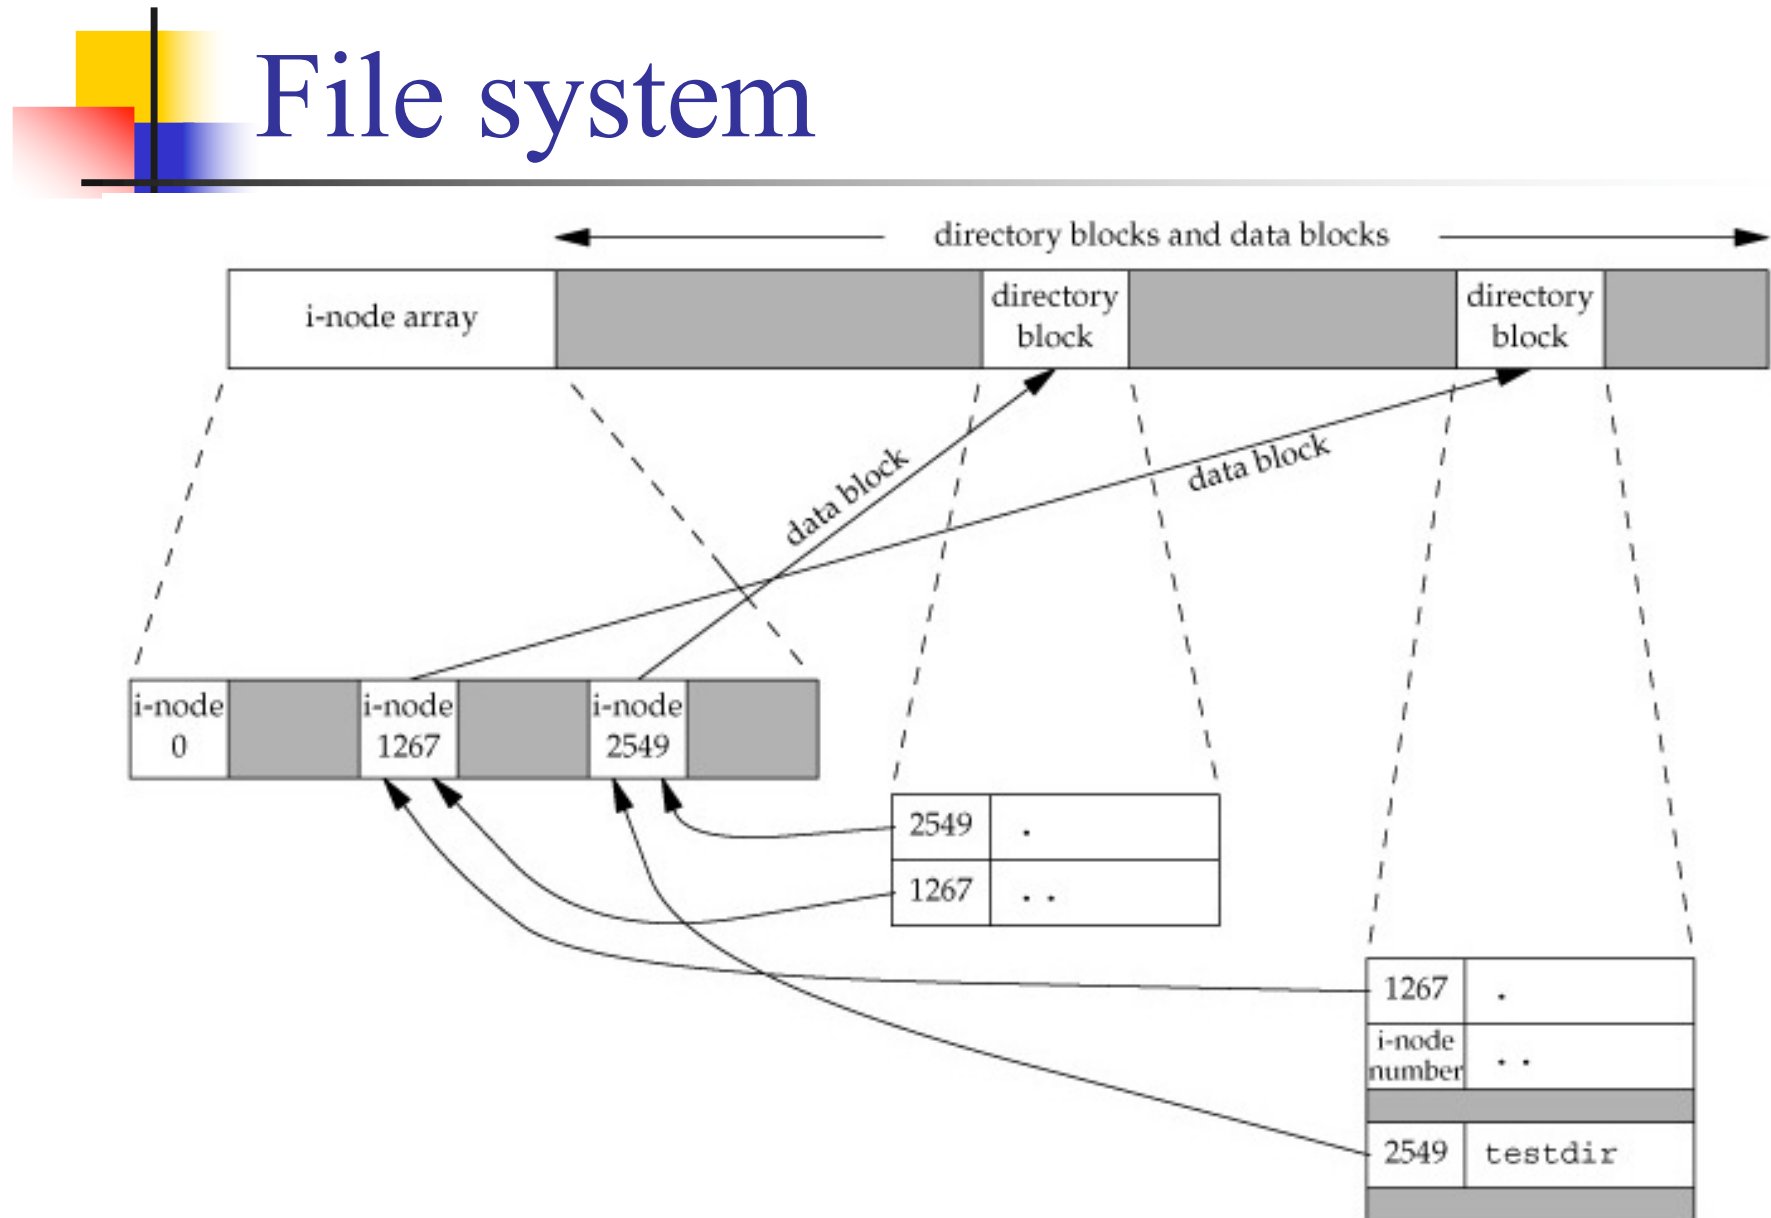 File system
directory blocks and data blocks
i-node array
directory
block
directory
block
data block
data block
i-node
0
i-node
1267
i-node
2549
2549 .
1267 . .
1267 .
i-node
number . .
2549 testdir